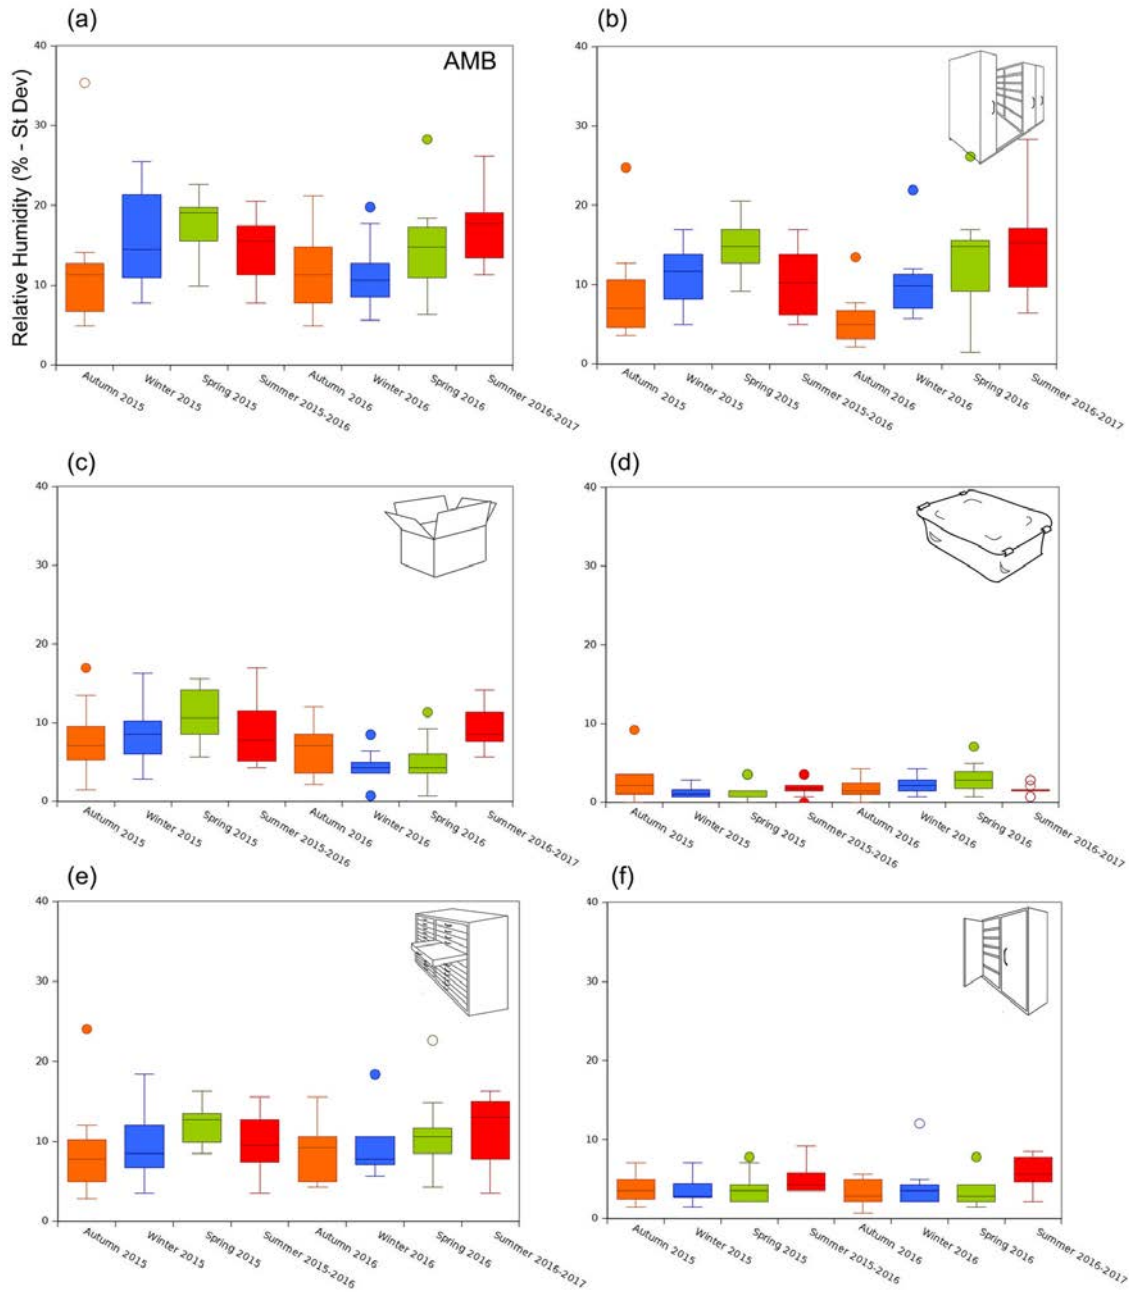 (a)
(b)
Relative Humidity (% - St Dev)
AMB
40
30
20
10
0
Autumn 2015
Winter 2015
Spring 2015
Summer 2015-2016
Autumn 2016
Winter 2016
Spring 2016
Summer 2016-2017
40
30
20
10
0
Autumn 2015
Winter 2015
Spring 2015
Summer 2015-2016
Autumn 2016
Winter 2016
Spring 2016
Summer 2016-2017
(c)
(d)
40
30
20
10
0
Autumn 2015
Winter 2015
Spring 2015
Summer 2015-2016
Autumn 2016
Winter 2016
Spring 2016
Summer 2016-2017
40
30
20
10
0
Autumn 2015
Winter 2015
Spring 2015
Summer 2015-2016
Autumn 2016
Winter 2016
Spring 2016
Summer 2016-2017
(e)
(f)
40
30
20
10
0
Autumn 2015
Winter 2015
Spring 2015
Summer 2015-2016
Autumn 2016
Winter 2016
Spring 2016
Summer 2016-2017
40
30
20
10
0
Autumn 2015
Winter 2015
Spring 2015
Summer 2015-2016
Autumn 2016
Winter 2016
Spring 2016
Summer 2016-2017